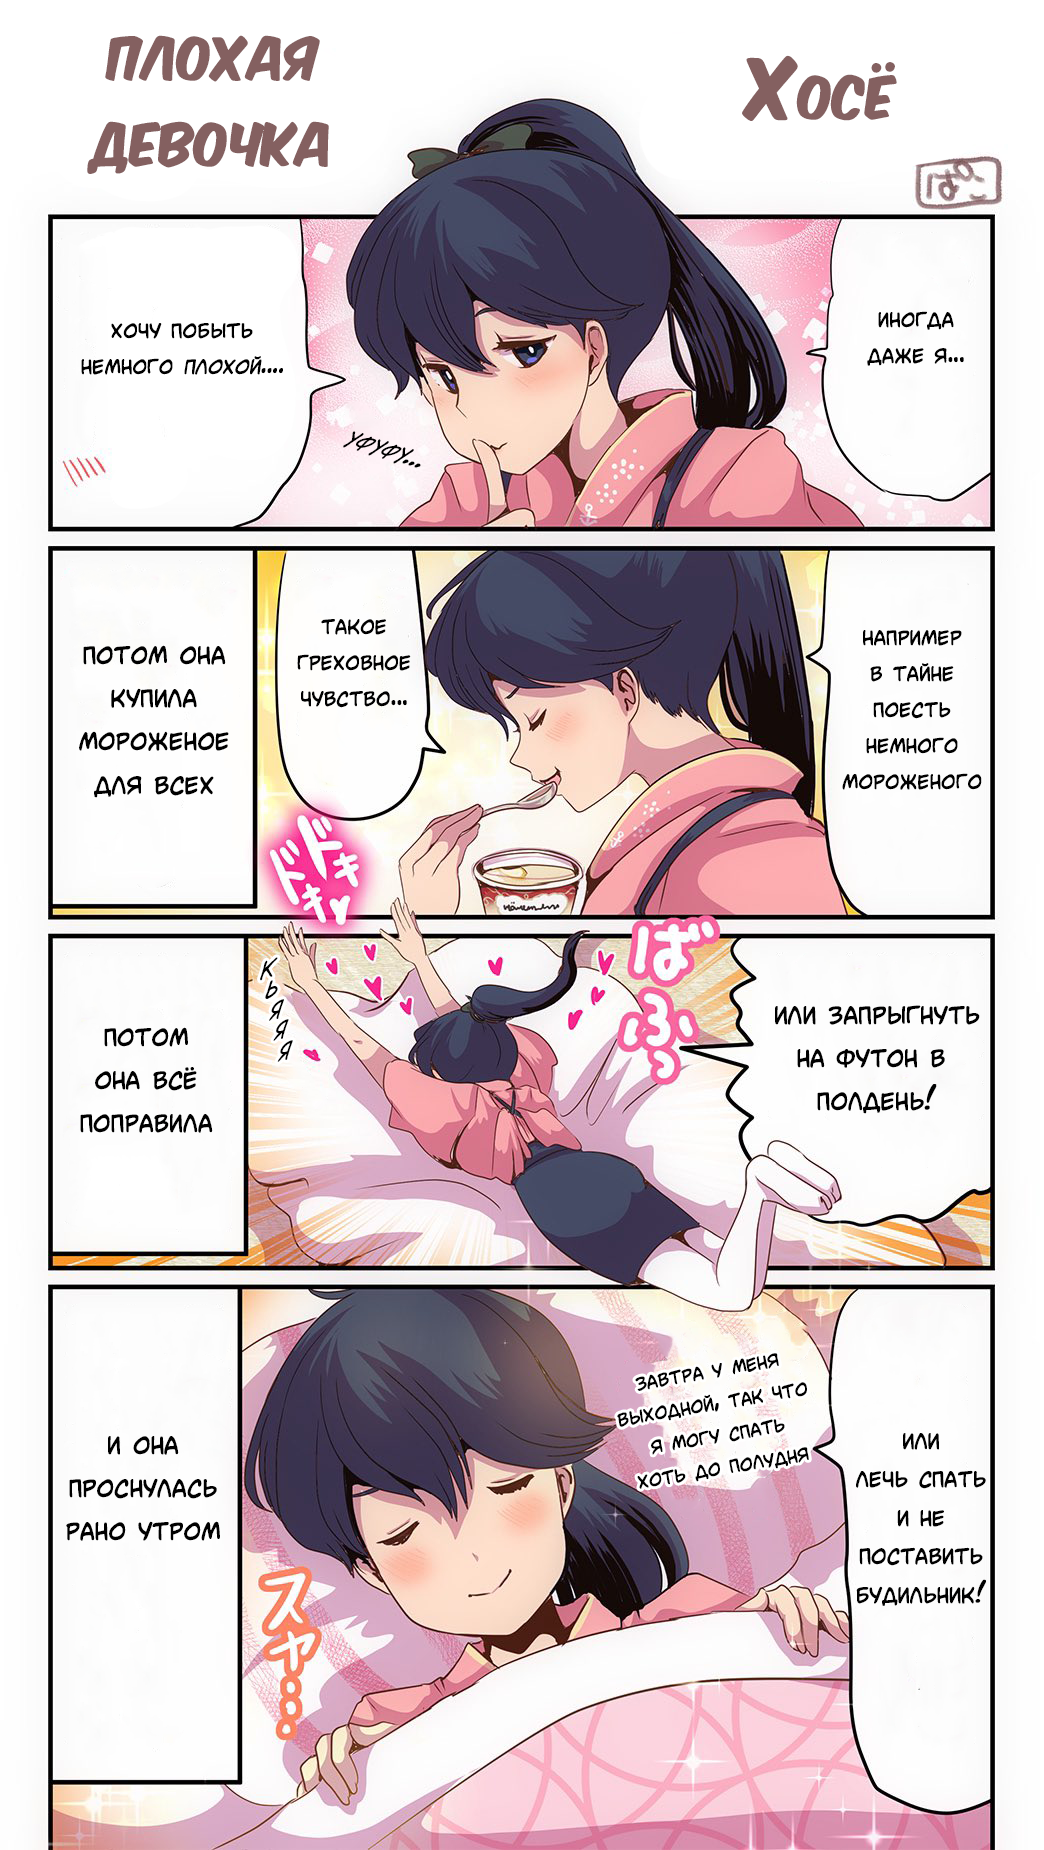 ПЛОХАЯ
ДЕВОЧКА
ХОСЁ
ИНОГДА
ДАЖЕ Я...
ХОЧУ ПОБЫТЬ
НЕМНОГО ПЛОХОЙ....
УФУФУ...
НАПРИМЕР
В ТАЙНЕ
ПОЕСТЬ
НЕМНОГО
МОРОЖЕНОГО
ТАКОЕ
ГРЕХОВНОЕ
ЧУВСТВО...
ドキ
ドキ♥
ПОТОМ ОНА
КУПИЛА
МОРОЖЕНОЕ
ДЛЯ ВСЕХ
ИЛИ ЗАПРЫГНУТЬ
НА ФУТОН В
ПОЛДЕНЬ!
ばふっ
КЬЯЯЯ
ПОТОМ
ОНА ВСЁ
ПОПРАВИЛА
ИЛИ
ЛЕЧЬ СПАТЬ
И НЕ
ПОСТАВИТЬ
БУДИЛЬНИК!
ЗАВТРА У МЕНЯ
ВЫХОДНОЙ, ТАК ЧТО
Я МОГУ СПАТЬ
ХОТЬ ДО ПОЛУДНЯ
スヤ...
И ОНА
ПРОСНУЛАСЬ
РАНО УТРОМ